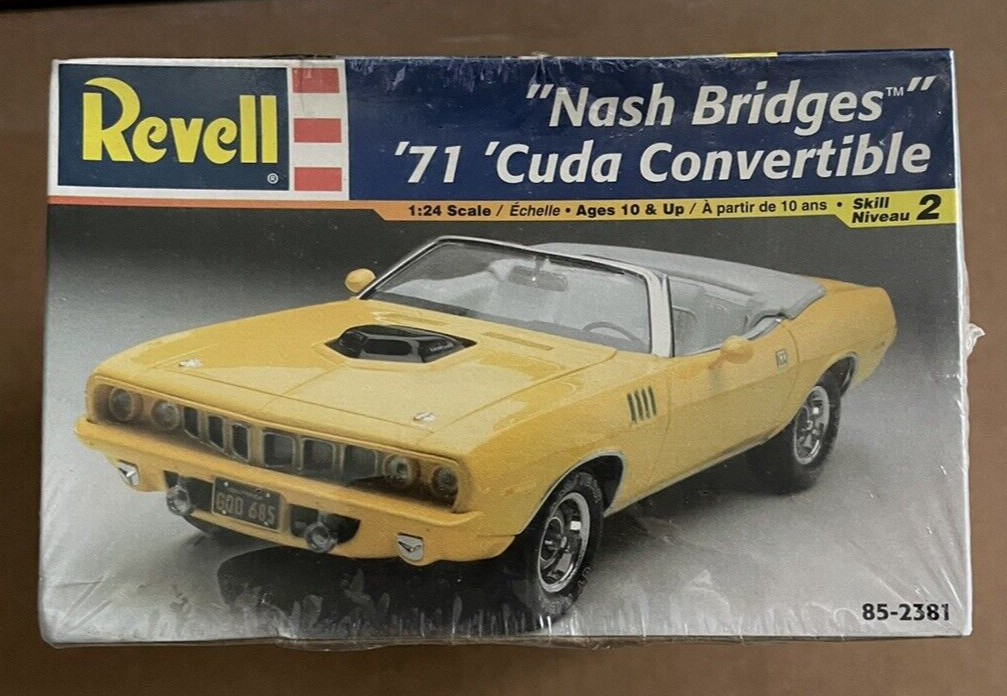 Revell®
"Nash Bridges™"
'71 'Cuda Convertible
1:24 Scale / Échelle • Ages 10 & Up / À partir de 10 ans • Skill Niveau 2
GQD 685
85-2381